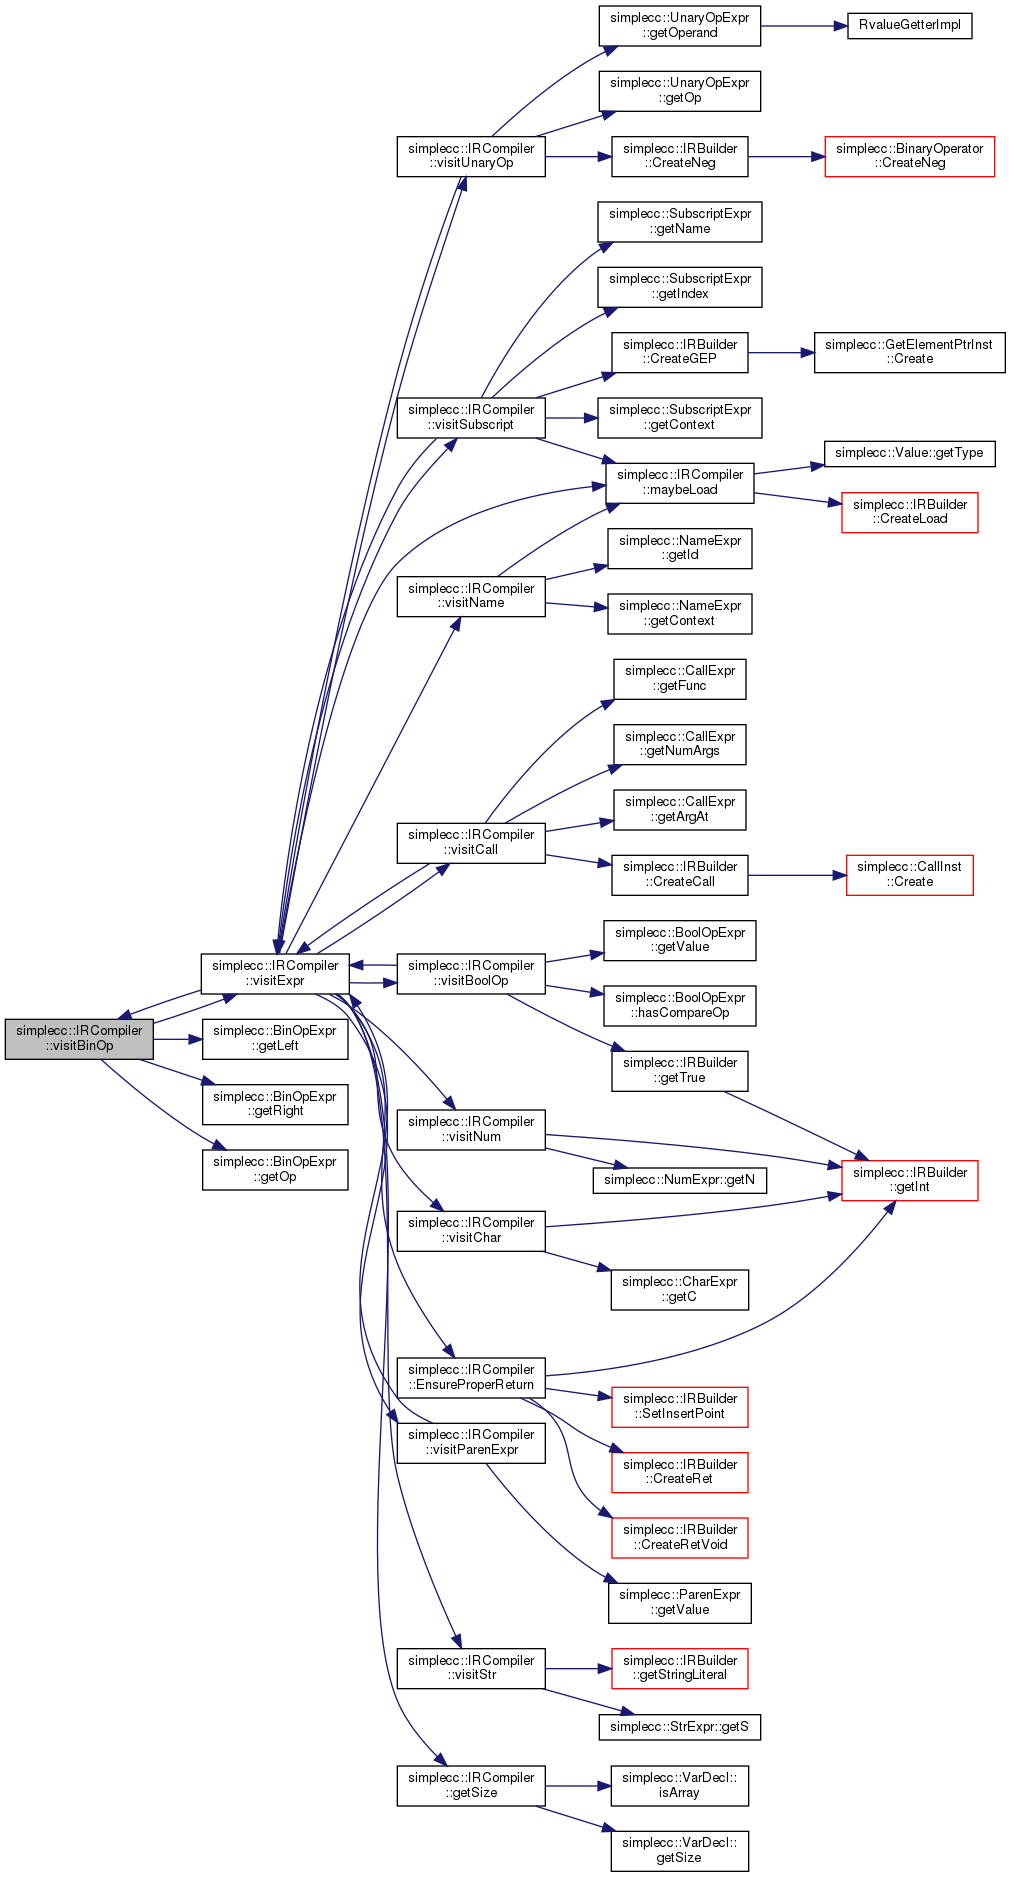 simplecc::UnaryOpExpr
::getOperand
RvalueGetterImpl
simplecc::UnaryOpExpr
::getOp
simplecc::IRCompiler
::visitUnaryOp
simplecc::IRBuilder
::CreateNeg
simplecc::BinaryOperator
::CreateNeg
simplecc::SubscriptExpr
::getName
simplecc::SubscriptExpr
::getIndex
simplecc::IRBuilder
::CreateGEP
simplecc::GetElementPtrInst
::Create
simplecc::IRCompiler
::visitSubscript
simplecc::SubscriptExpr
::getContext
simplecc::IRCompiler
::maybeLoad
simplecc::Value::getType
simplecc::IRBuilder
::CreateLoad
simplecc::NameExpr
::getId
simplecc::IRCompiler
::visitName
simplecc::NameExpr
::getContext
simplecc::CallExpr
::getFunc
simplecc::CallExpr
::getNumArgs
simplecc::CallExpr
::getArgAt
simplecc::IRCompiler
::visitCall
simplecc::IRBuilder
::CreateCall
simplecc::CallInst
::Create
simplecc::BoolOpExpr
::getValue
simplecc::IRCompiler
::visitExpr
simplecc::IRCompiler
::visitBoolOp
simplecc::BoolOpExpr
::hasCompareOp
simplecc::IRCompiler
::visitBinOp
simplecc::BinOpExpr
::getLeft
simplecc::IRBuilder
::getTrue
simplecc::BinOpExpr
::getRight
simplecc::IRCompiler
::visitNum
simplecc::BinOpExpr
::getOp
simplecc::NumExpr::getN
simplecc::IRBuilder
::getInt
simplecc::IRCompiler
::visitChar
simplecc::CharExpr
::getC
simplecc::IRCompiler
::EnsureProperReturn
simplecc::IRBuilder
::SetInsertPoint
simplecc::IRCompiler
::visitParenExpr
simplecc::IRBuilder
::CreateRet
simplecc::IRBuilder
::CreateRetVoid
simplecc::ParenExpr
::getValue
simplecc::IRCompiler
::visitStr
simplecc::IRBuilder
::getStringLiteral
simplecc::StrExpr::getS
simplecc::IRCompiler
::getSize
simplecc::VarDecl::
isArray
simplecc::VarDecl::
getSize